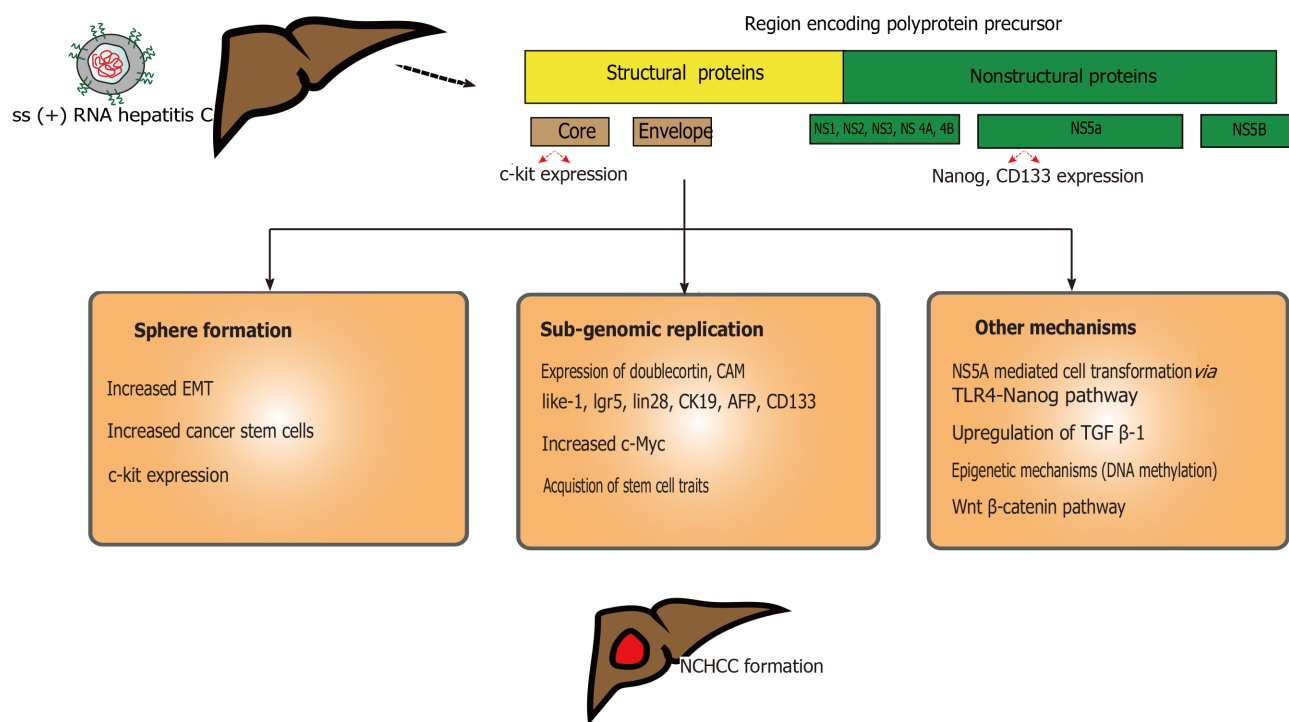 Region encoding polyprotein precursor
ss (+) RNA hepatitis C
Structural proteins
Nonstructural proteins
Core
Envelope
NS1, NS2, NS3, NS 4A, 4B
NS5a
NS5B
c-kit expression
Nanog, CD133 expression
Sphere formation
Increased EMT
Increased cancer stem cells
c-kit expression
Sub-genomic replication
Expression of doublecortin, CAM
like-1, lgr5, lin28, CK19, AFP, CD133
Increased c-Myc
Acquistion of stem cell traits
Other mechanisms
NS5A mediated cell transformation via
TLR4-Nanog pathway
Upregulation of TGF β-1
Epigenetic mechanisms (DNA methylation)
Wnt β-catenin pathway
NCHCC formation